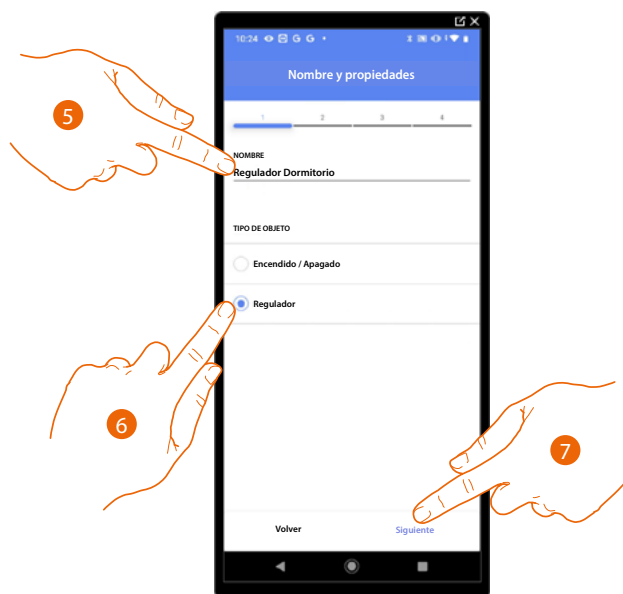 10:24 G G
Nombre y propiedades
1 2 3 4
5
NOMBRE
Regulador Dormitorio
TIPO DE OBJETO
Encendido / Apagado
Regulador
6
7
Volver Siguiente